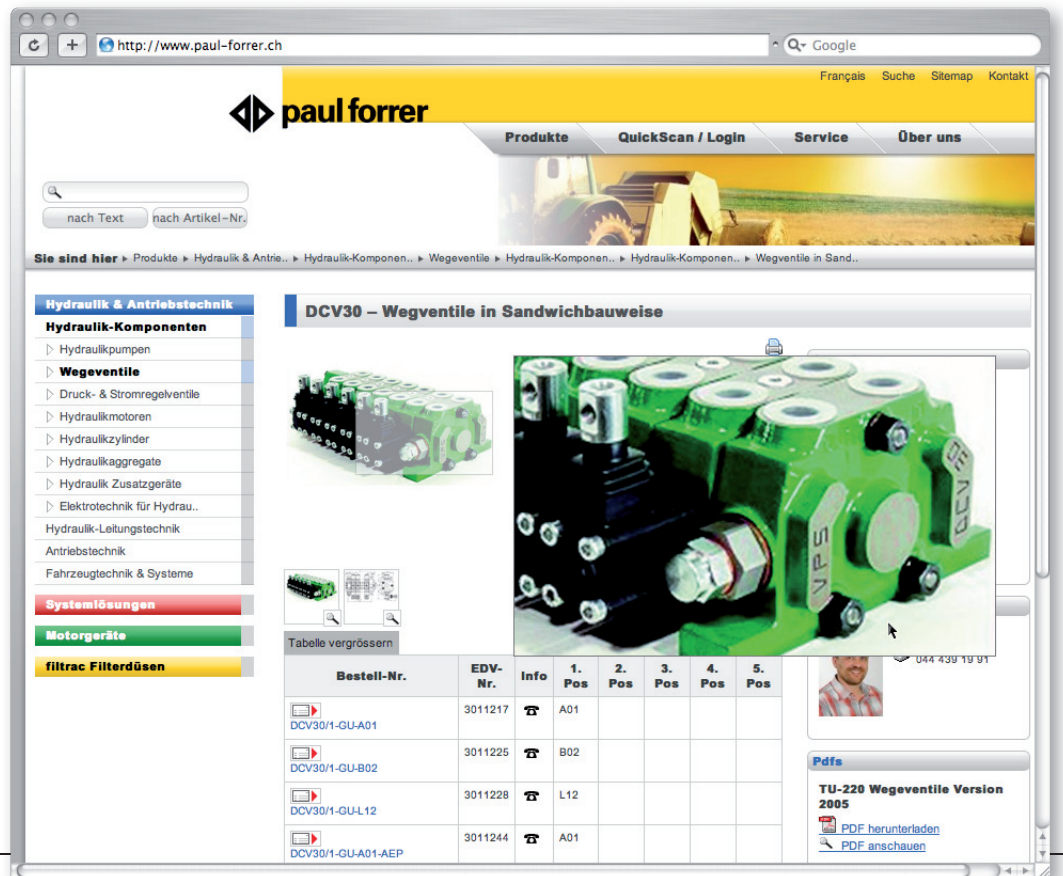 http://www.paul-forrer.ch
Google
Français Suche Sitemap Kontakt
paul forrer
Produkte QuickScan / Login Service Über uns
nach Text nach Artikel-Nr.
Sie sind hier Produkte Hydraulik & Antrie.. Hydraulik-Komponen.. Wegeventile Hydraulik-Komponen.. Hydraulik-Komponen.. Wegventile in Sand..
Hydraulik & Antriebstechnik
Hydraulik-Komponenten
Hydraulikpumpen
Wegeventile
Druck- & Stromregelventile
Hydraulikmotoren
Hydraulikzylinder
Hydraulikaggregate
Hydraulik Zusatzgeräte
Elektrotechnik für Hydrau..
Hydraulik-Leitungstechnik
Antriebstechnik
Fahrzeugtechnik & Systeme
Systemlösungen
Motorgeräte
filtrac Filterdüsen
DCV30 – Wegventile in Sandwichbauweise
VPS
DCV
Tabelle vergrössern
Bestell-Nr. EDV-Nr. Info 1. Pos 2. Pos 3. Pos 4. Pos 5. Pos
3011217 A01
DCV30/1-GU-A01
3011225 B02
DCV30/1-GU-B02
3011228 L12
DCV30/1-GU-L12
3011244 A01
DCV30/1-GU-A01-AEP
044 439 19 91
Pdfs
TU-220 Wegeventile Version
2005
PDF herunterladen
PDF anschauen